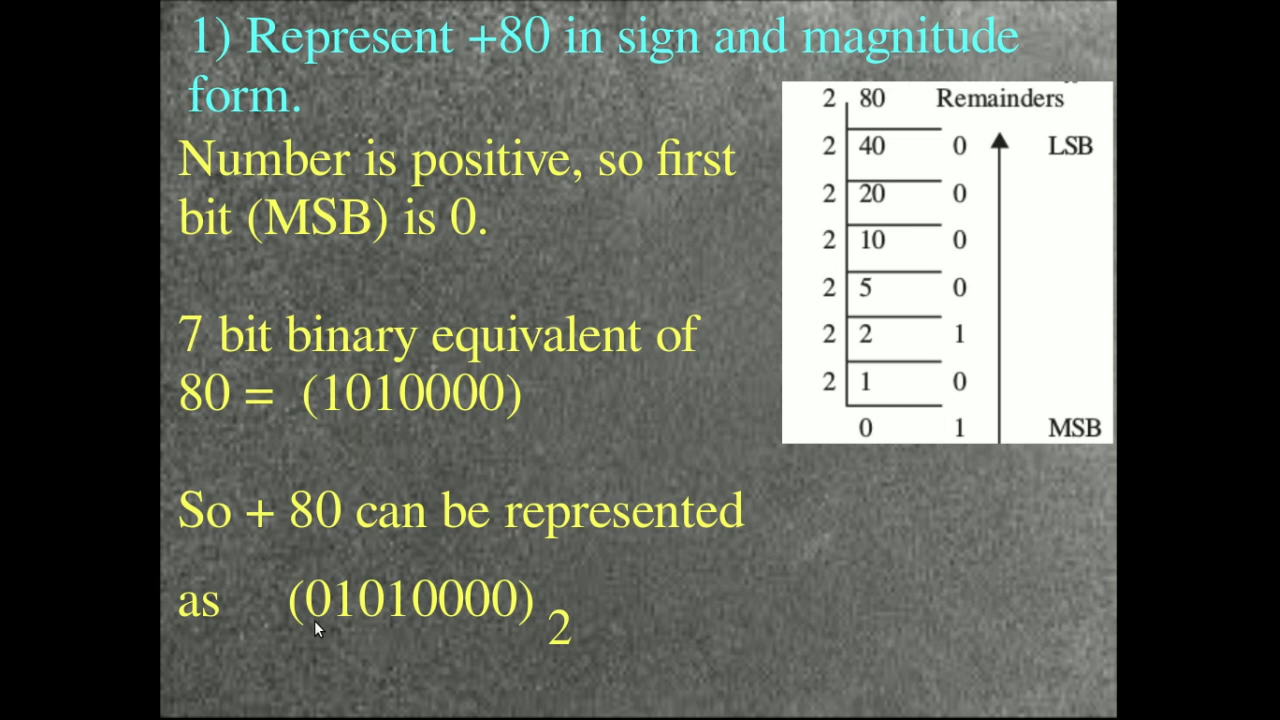 1) Represent +80 in sign and magnitude
form.
Number is positive, so first
bit (MSB) is 0.
7 bit binary equivalent of
80 = (1010000)
So + 80 can be represented
as (01010000) 2
2 80 Remainders
2 40 0 LSB
2 20 0
2 10 0
2 5 0
2 2 1
2 1 0
0 1 MSB